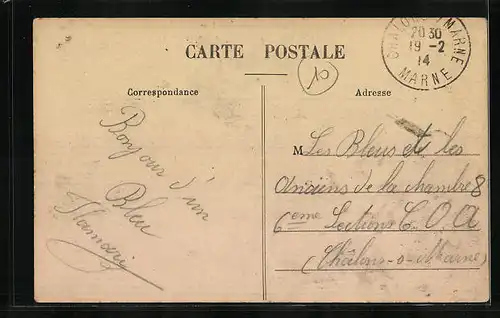 CARTE POSTALE
CHALONS-S-MARNE
20 30
19 -2
14
MARNE
10
Correspondance
Adresse
Bonjour d'un
Bleu
M Les Bleus et les
Anciens de la chambre 8
6eme Sections C. O. A
(Châlons-s-Marne)